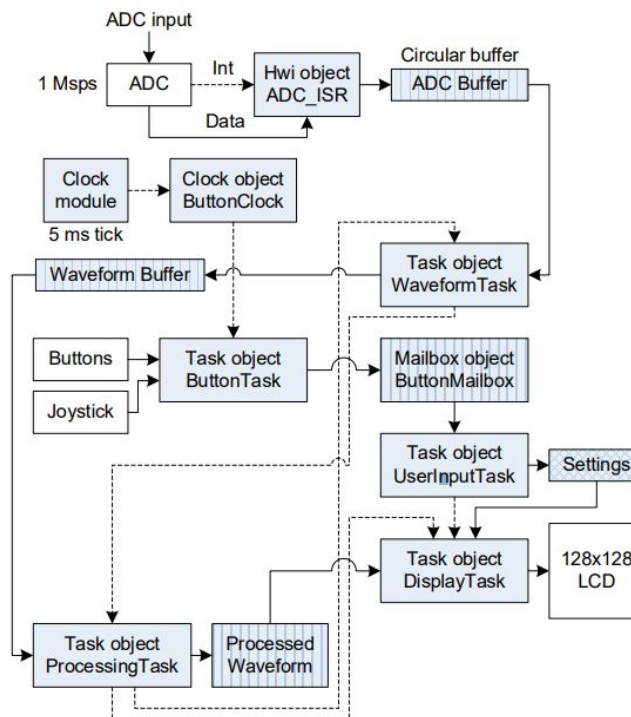 ADC input
1 Msps
ADC
Int
Data
Hwi object
ADC_ISR
Circular buffer
ADC Buffer
Clock
module
5 ms tick
Clock object
ButtonClock
Waveform Buffer
Task object
WaveformTask
Buttons
Joystick
Task object
ButtonTask
Mailbox object
ButtonMailbox
Task object
UserInputTask
Settings
Task object
DisplayTask
128x128
LCD
Task object
ProcessingTask
Processed
Waveform